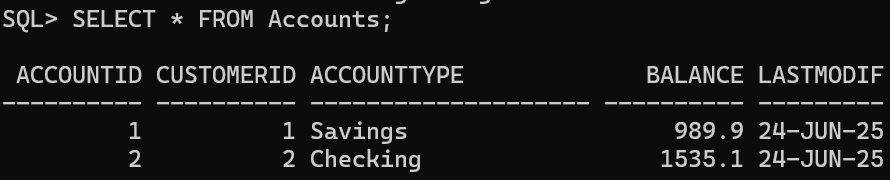 SQL> SELECT * FROM Accounts;
 ACCOUNTID CUSTOMERID ACCOUNTTYPE             BALANCE LASTMODIF
---------- ---------- -------------------- ---------- ---------
         1          1 Savings                   989.9 24-JUN-25
         2          2 Checking                 1535.1 24-JUN-25